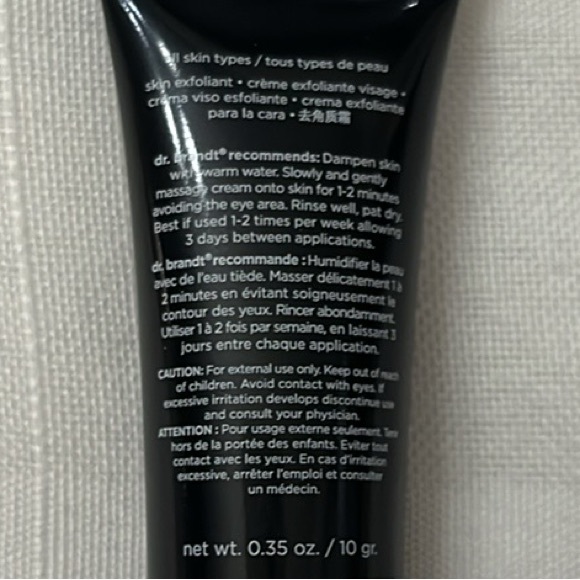 all skin types / tous types de peau
skin exfoliant • crème exfoliante visage •
crema viso esfoliante • crema exfoliante
para la cara • 去角质霜
dr. brandt® recommends: Dampen skin
with warm water. Slowly and gently
massage cream onto skin for 1-2 minutes
avoiding the eye area. Rinse well, pat dry.
Best if used 1-2 times per week allowing
3 days between applications.
dr. brandt® recommande : Humidifier la peau
avec de l'eau tiède. Masser délicatement 1 à
2 minutes en évitant soigneusement le
contour des yeux. Rincer abondamment.
Utiliser 1 à 2 fois par semaine, en laissant 3
jours entre chaque application.
CAUTION: For external use only. Keep out of reach
of children. Avoid contact with eyes. If
excessive irritation develops discontinue use
and consult your physician.
ATTENTION : Pour usage externe seulement. Tenir
hors de la portée des enfants. Eviter tout
contact avec les yeux. En cas d'irritation
excessive, arrêter l'emploi et consulter
un médecin.
net wt. 0.35 oz. / 10 gr.